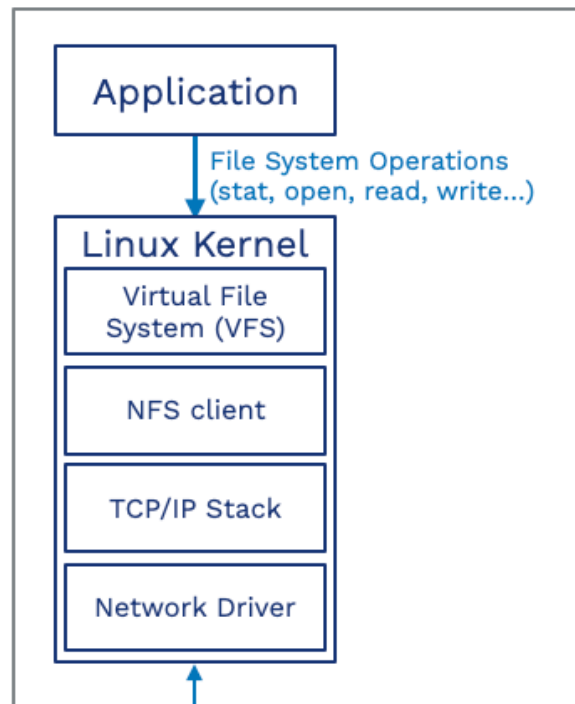 Application
File System Operations
(stat, open, read, write...)
Linux Kernel
Virtual File
System (VFS)
NFS client
TCP/IP Stack
Network Driver